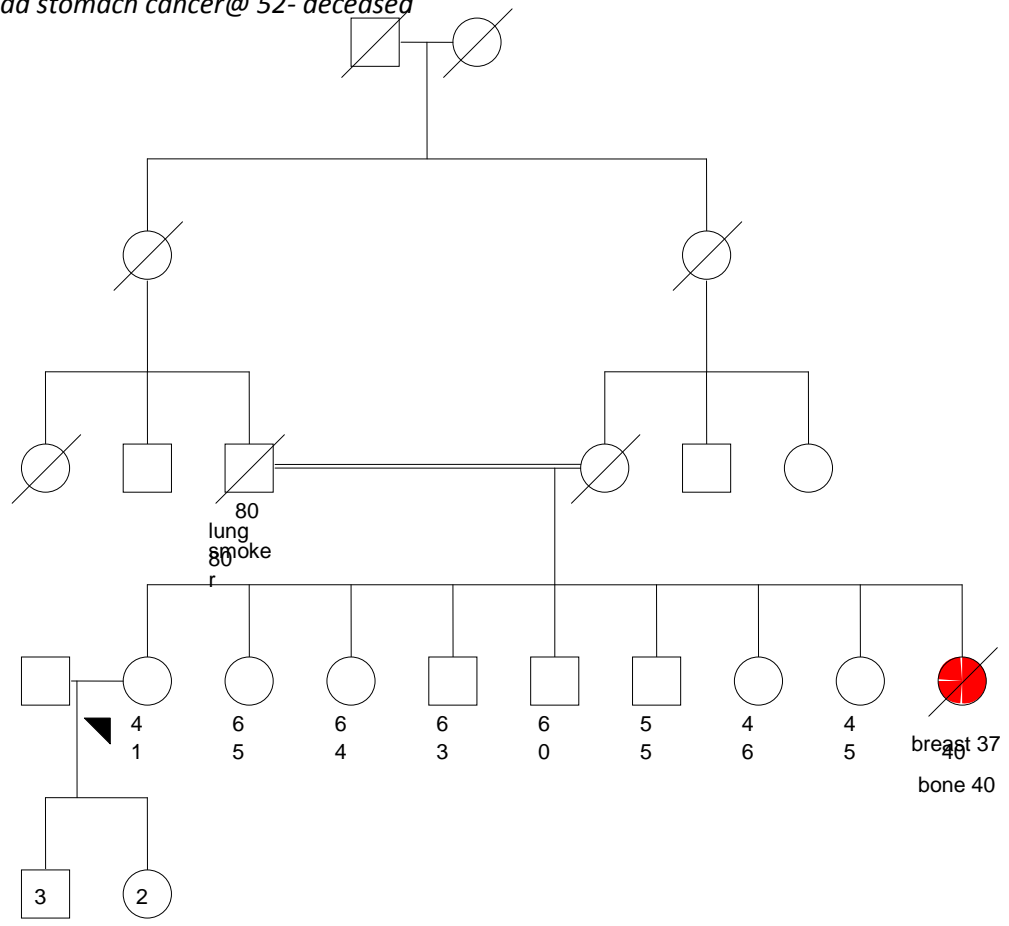 ad stomach cancer@ 52- deceased
80
lung
smoke
80
r
4 6 6 6 6 5 4 4
1 5 4 3 0 5 6 5
breast 37
40
bone 40
3 2